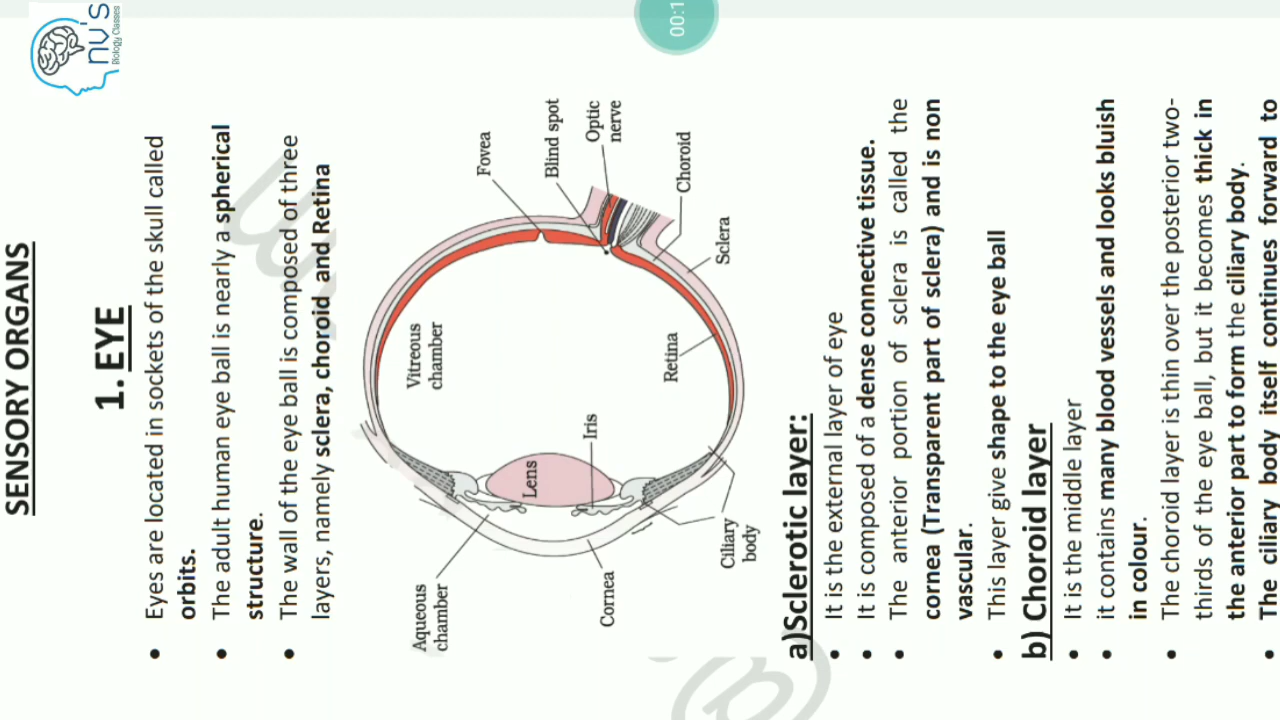 nv's
Biology Classes
00:1
SENSORY ORGANS
1. EYE
• Eyes are located in sockets of the skull called
orbits.
• The adult human eye ball is nearly a spherical
structure.
• The wall of the eye ball is composed of three
layers, namely sclera, choroid and Retina
Fovea
Blind spot
Optic
nerve
Choroid
Sclera
Vitreous
chamber
Retina
Iris
Lens
Aqueous
chamber
Cornea
Ciliary
body
a)Sclerotic layer:
• It is the external layer of eye
• It is composed of a dense connective tissue.
• The anterior portion of sclera is called the
cornea (Transparent part of sclera) and is non
vascular.
• This layer give shape to the eye ball
b) Choroid layer
• It is the middle layer
• it contains many blood vessels and looks bluish
in colour.
• The choroid layer is thin over the posterior two-
thirds of the eye ball, but it becomes thick in
the anterior part to form the ciliary body.
• The ciliary body itself continues forward to